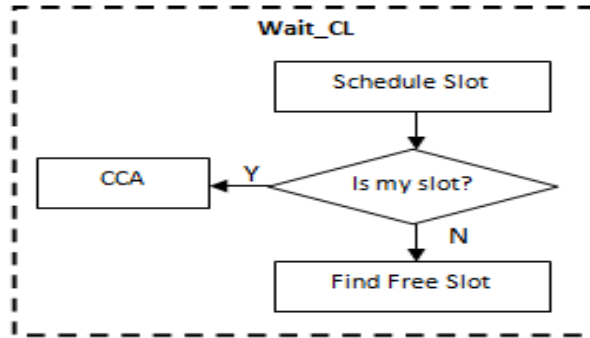 Wait_CL
Schedule Slot
Is my slot?
Y
CCA
N
Find Free Slot